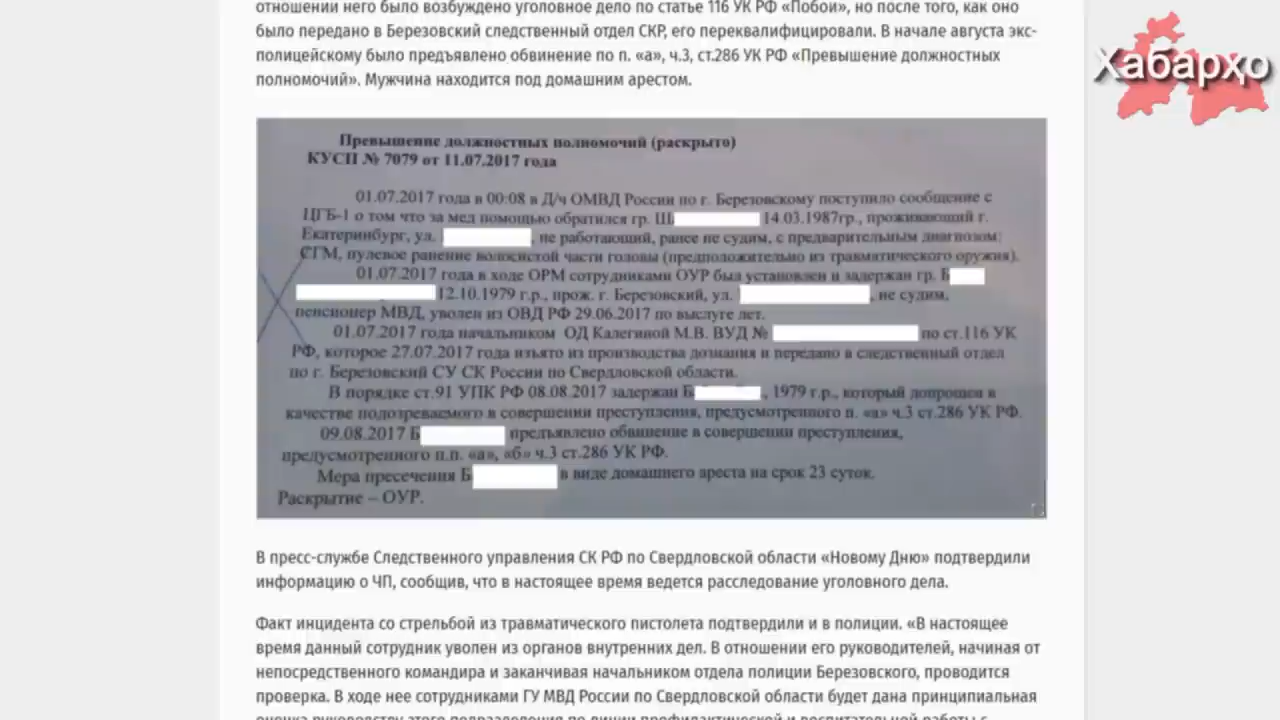 отношении него было возбуждено уголовное дело по статье 116 УК РФ «Побои», но после того, как оно
было передано в Березовский следственный отдел СКР, его переквалифицировали. В начале августа экс-
полицейскому было предъявлено обвинение по п. «а», ч.3, ст.286 УК РФ «Превышение должностных
полномочий». Мужчина находится под домашним арестом.
Хабарҳо
Превышение должностных полномочий (раскрыто)
КУСП № 7079 от 11.07.2017 года
01.07.2017 года в 00:08 в Д/ч ОМВД России по г. Березовскому поступило сообщение с
ЦГБ-1 о том что за мед помощью обратился гр. Ш 14.03.1987гр., проживающий г.
Екатеринбург, ул. , не работающий, ранее не судим, с предварительным диагнозом:
СГМ, пулевое ранение волосистой части головы (предположительно из травматического оружия).
01.07.2017 года в ходе ОРМ сотрудниками ОУР был установлен и задержан гр. Б
12.10.1979 г.р., прож. г. Березовский, ул. , не судим,
пенсионер МВД, уволен из ОВД РФ 29.06.2017 по выслуге лет.
01.07.2017 года начальником ОД Калегиной М.В. ВУД № по ст.116 УК
РФ, которое 27.07.2017 года изъято из производства дознания и передано в следственный отдел
по г. Березовский СУ СК России по Свердловской области.
В порядке ст.91 УПК РФ 08.08.2017 задержан Б , 1979 г.р., который допрошен в
качестве подозреваемого в совершении преступления, предусмотренного п. «а» ч.3 ст.286 УК РФ.
09.08.2017 Б предъявлено обвинение в совершении преступления,
предусмотренного п.п. «а», «б» ч.3 ст.286 УК РФ.
Мера пресечения Б в виде домашнего ареста на срок 23 суток.
Раскрытие – ОУР.
В пресс-службе Следственного управления СК РФ по Свердловской области «Новому Дню» подтвердили
информацию о ЧП, сообщив, что в настоящее время ведется расследование уголовного дела.
Факт инцидента со стрельбой из травматического пистолета подтвердили и в полиции. «В настоящее
время данный сотрудник уволен из органов внутренних дел. В отношении его руководителей, начиная от
непосредственного командира и заканчивая начальником отдела полиции Березовского, проводится
проверка. В ходе нее сотрудниками ГУ МВД России по Свердловской области будет дана принципиальная
оценка руководству этого подразделения по линии профилактической и воспитательной работы с